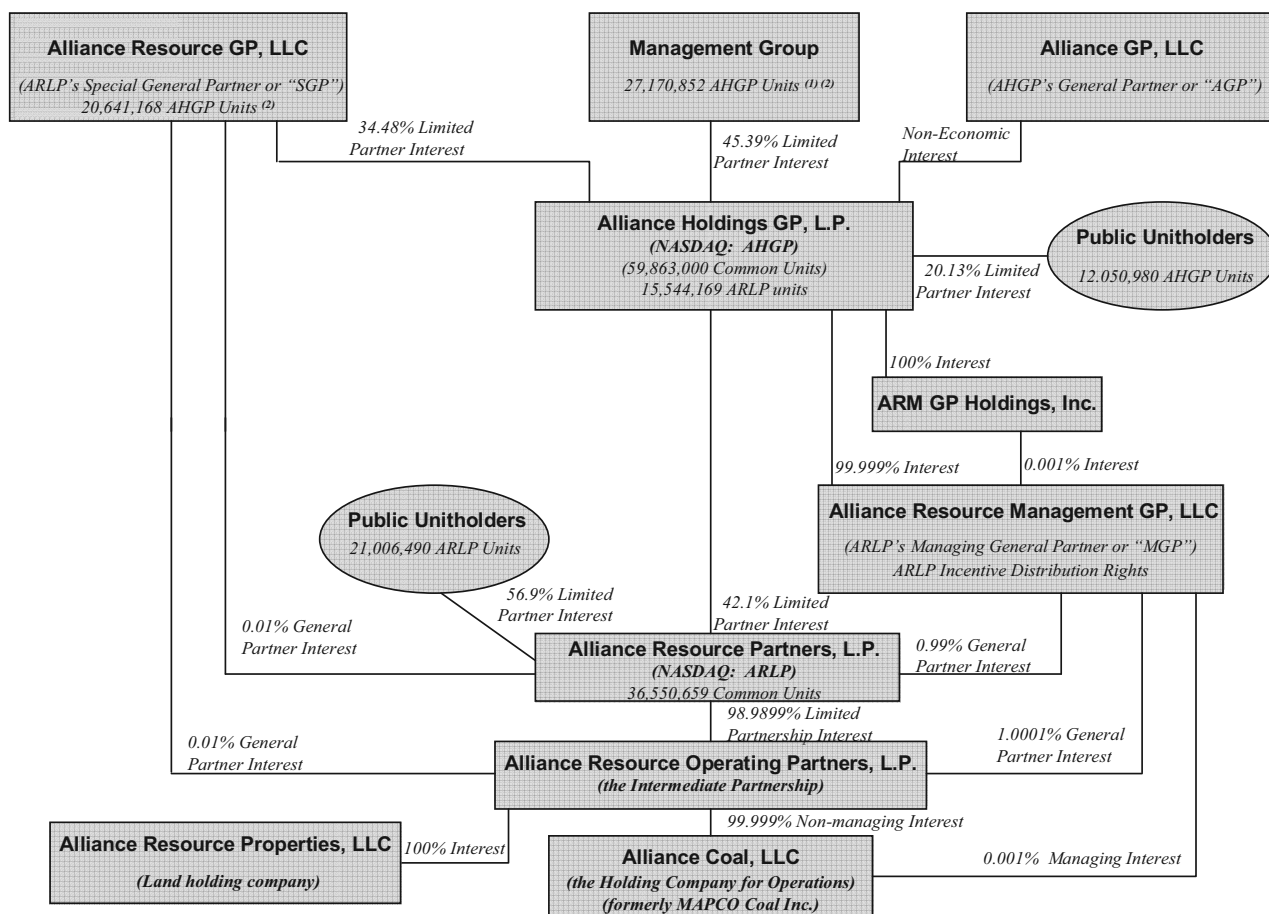 Alliance Resource GP, LLC
(ARLP's Special General Partner or “SGP”)
20,641,168 AHGP Units (2)
Management Group
27,170,852 AHGP Units (1) (2)
Alliance GP, LLC
(AHGP's General Partner or “AGP”)
34.48% Limited
Partner Interest
45.39% Limited
Partner Interest
Non-Economic
Interest
Alliance Holdings GP, L.P.
(NASDAQ: AHGP)
(59,863,000 Common Units)
15,544,169 ARLP units
Public Unitholders
12.050,980 AHGP Units
20.13% Limited
Partner Interest
100% Interest
ARM GP Holdings, Inc.
99.999% Interest
0.001% Interest
Public Unitholders
21,006,490 ARLP Units
Alliance Resource Management GP, LLC
(ARLP's Managing General Partner or “MGP”)
ARLP Incentive Distribution Rights
56.9% Limited
Partner Interest
42.1% Limited
Partner Interest
0.01% General
Partner Interest
Alliance Resource Partners, L.P.
(NASDAQ: ARLP)
36,550,659 Common Units
0.99% General
Partner Interest
98.9899% Limited
Partnership Interest
0.01% General
Partner Interest
1.0001% General
Partner Interest
Alliance Resource Operating Partners, L.P.
(the Intermediate Partnership)
99.999% Non-managing Interest
Alliance Resource Properties, LLC
(Land holding company)
100% Interest
Alliance Coal, LLC
(the Holding Company for Operations)
(formerly MAPCO Coal Inc.)
0.001% Managing Interest